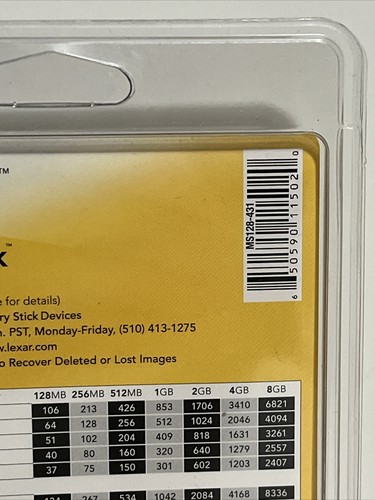 TM
MS128-431
6 50590 11502 0
™
k
e for details)
ry Stick Devices
n. PST, Monday-Friday, (510) 413-1275
w.lexar.com
o Recover Deleted or Lost Images
128MB 256MB 512MB 1GB 2GB 4GB 8GB
106 213 426 853 1706 3410 6821
64 128 256 512 1024 2046 4094
51 102 204 409 818 1631 3261
40 80 160 320 640 1279 2557
37 75 150 301 602 1203 2407
134 267 534 1042 2084 4168 8336